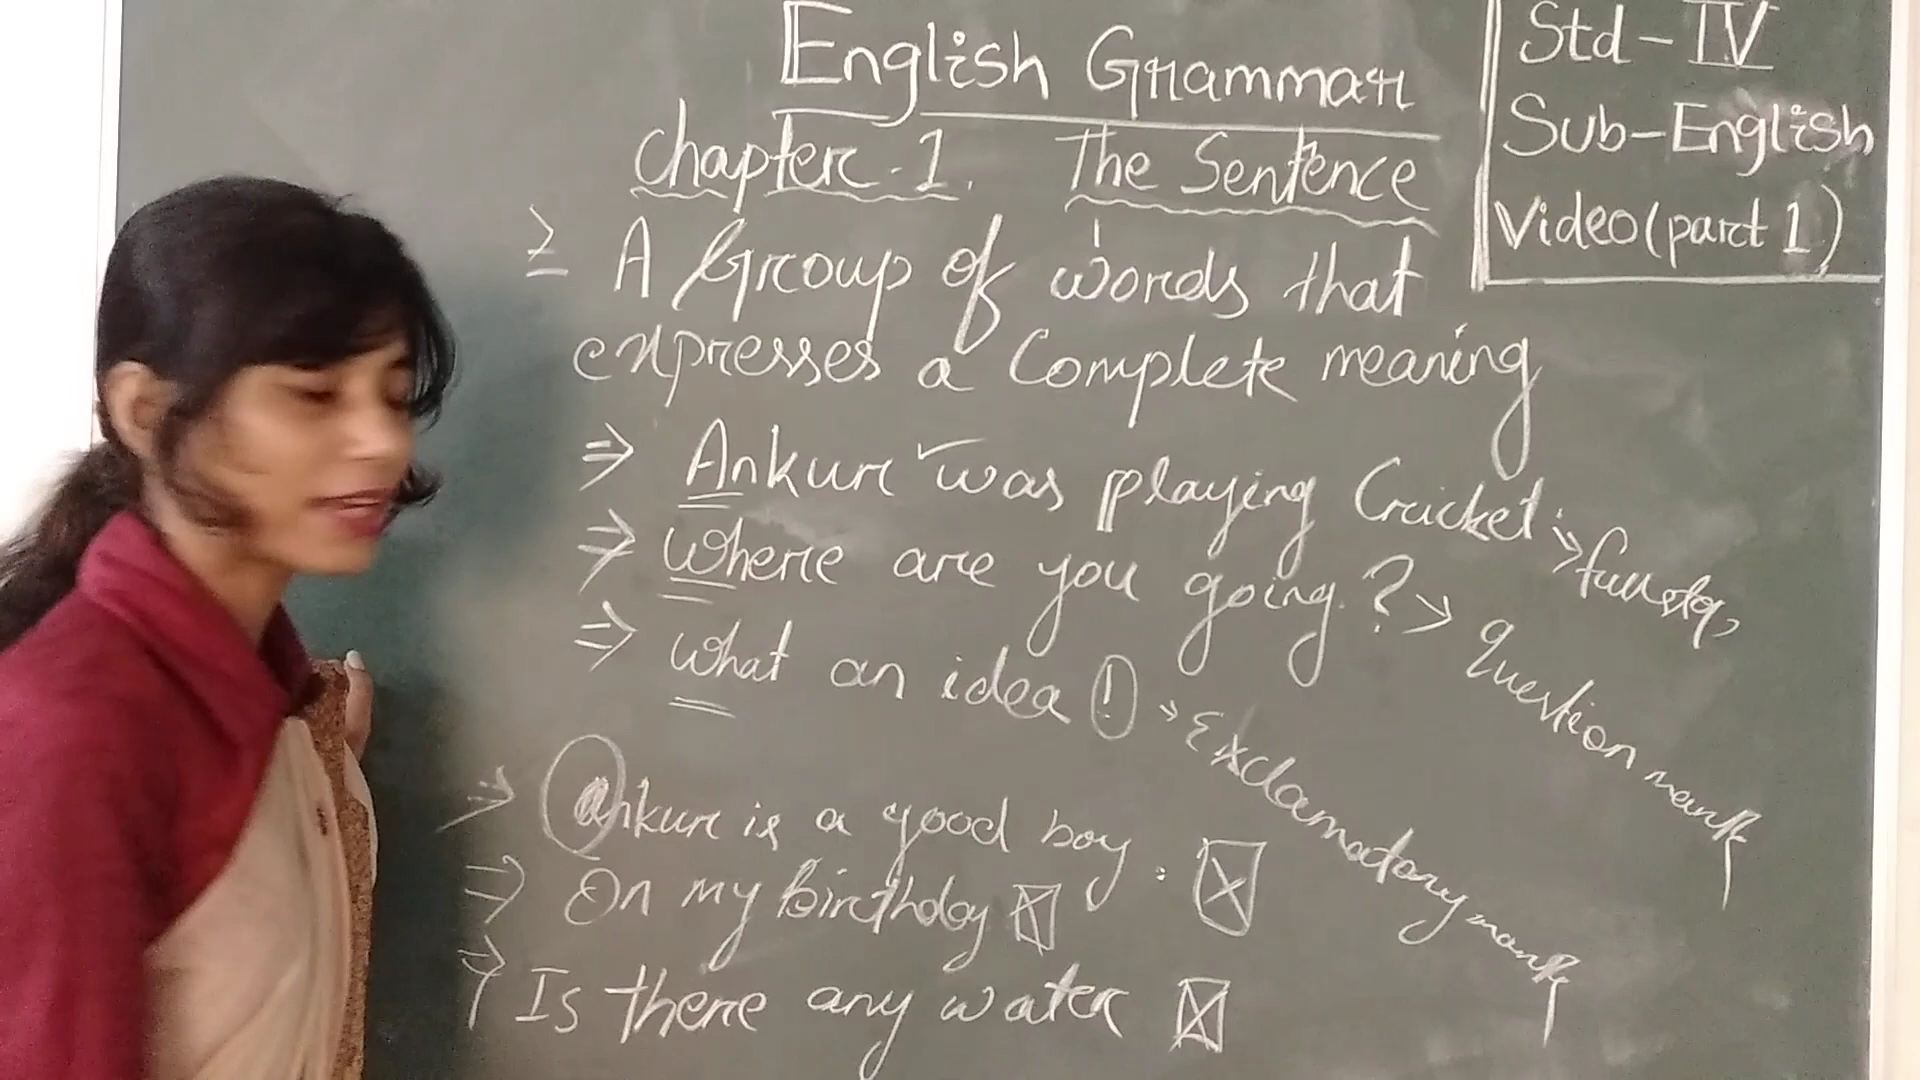 English Grammar
Chapter-1. The Sentence
Std-IV
Sub-English
Video(part 1)
A Group of words that
expresses a Complete meaning
⇒ Ankur was playing Cricket. → fullstop
⇒ Where are you going? → Question mark
⇒ What an idea! → Exclamatory mark
⇒ ankur is a good boy.
⇒ On my birthday
⇒ Is there any water